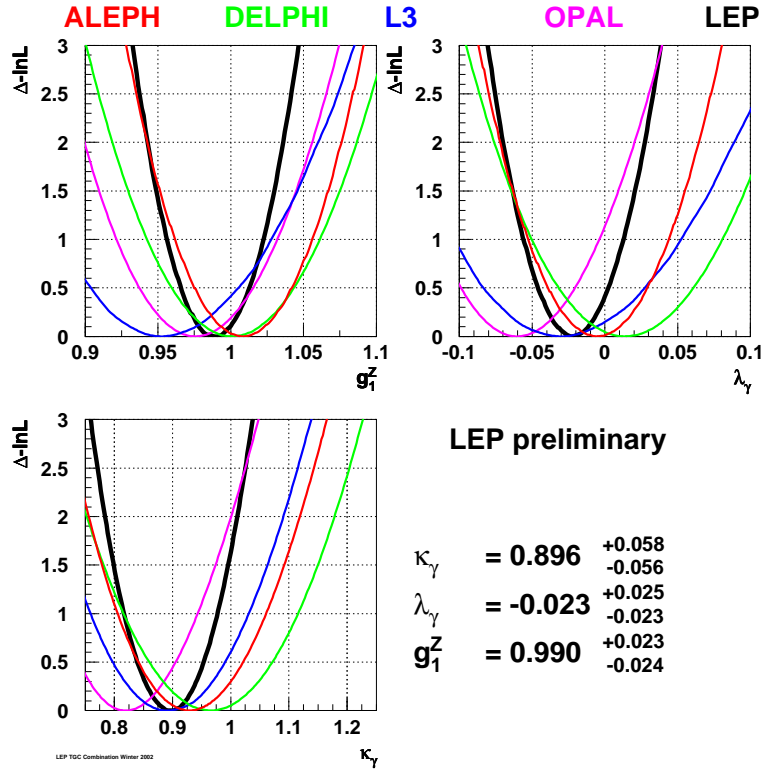 ALEPH DELPHI L3 OPAL LEP
Δ-lnL
3
2.5
2
1.5
1
0.5
0
0.9 0.95 1 1.05 1.1
g₁ᶻ
Δ-lnL
3
2.5
2
1.5
1
0.5
0
-0.1 -0.05 0 0.05 0.1
λᵧ
Δ-lnL
3
2.5
2
1.5
1
0.5
0
0.8 0.9 1 1.1 1.2
κᵧ
LEP TGC Combination Winter 2002
LEP preliminary
κᵧ = 0.896 +0.058 -0.056
λᵧ = -0.023 +0.025 -0.023
g₁ᶻ = 0.990 +0.023 -0.024